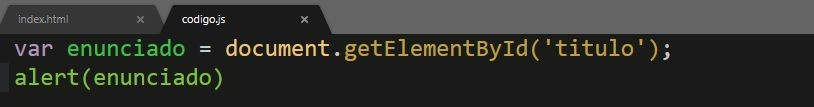 index.html × codigo.js ×
var enunciado = document.getElementById('titulo');
alert(enunciado)